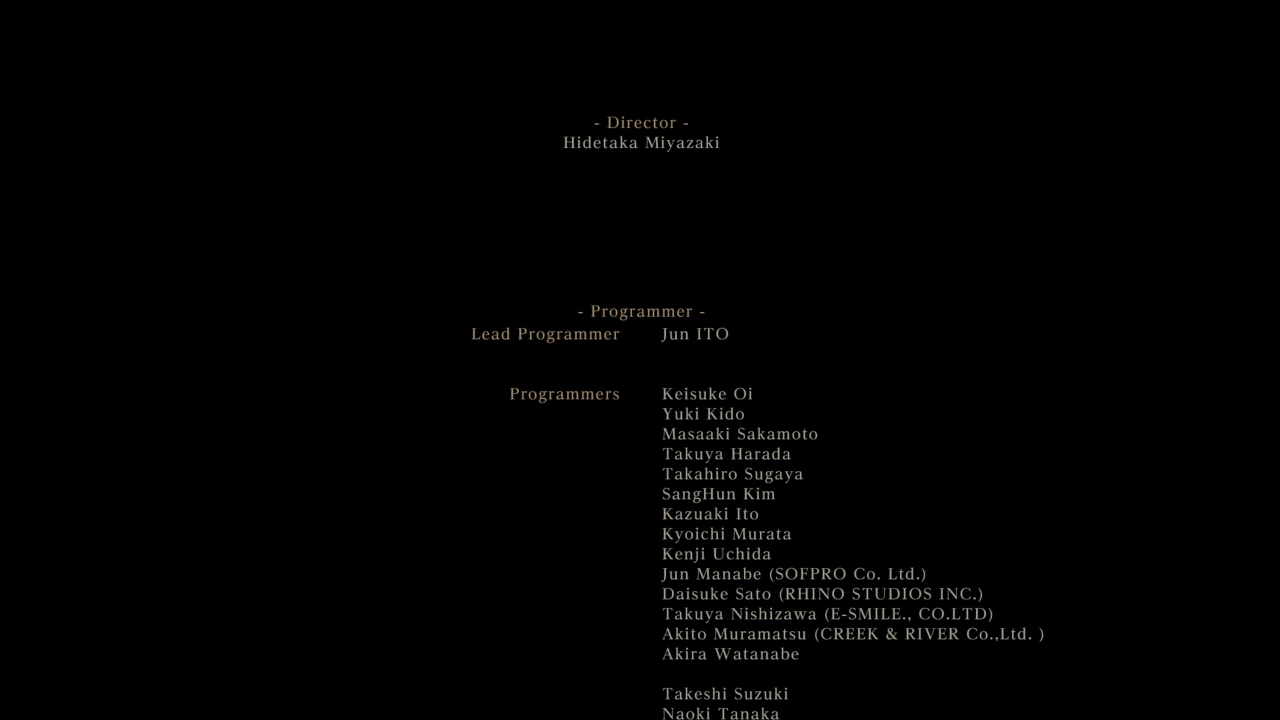 - Director -
Hidetaka Miyazaki
- Programmer -
Lead Programmer Jun ITO
Programmers Keisuke Oi
Yuki Kido
Masaaki Sakamoto
Takuya Harada
Takahiro Sugaya
SangHun Kim
Kazuaki Ito
Kyoichi Murata
Kenji Uchida
Jun Manabe (SOFPRO Co. Ltd.)
Daisuke Sato (RHINO STUDIOS INC.)
Takuya Nishizawa (E-SMILE., CO.LTD)
Akito Muramatsu (CREEK & RIVER Co.,Ltd. )
Akira Watanabe
Takeshi Suzuki
Naoki Tanaka